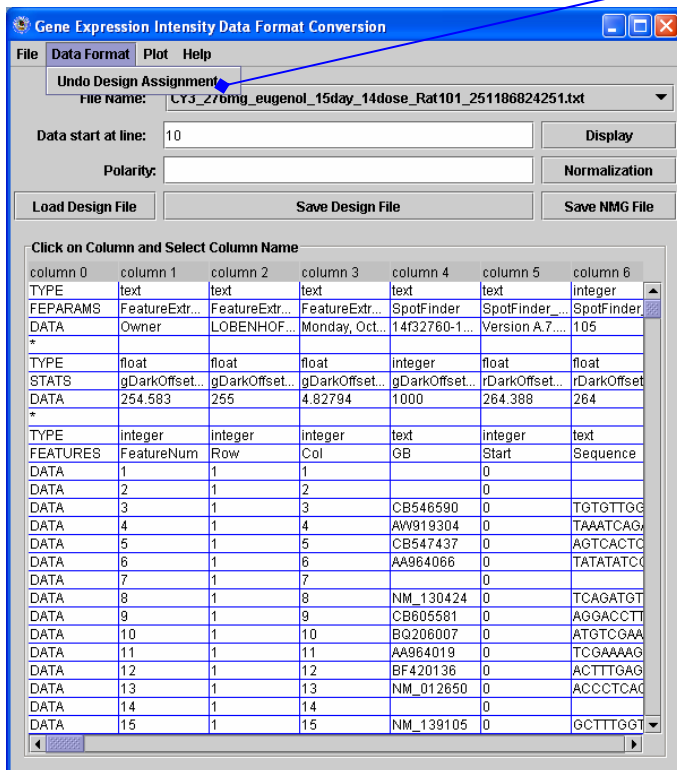 Gene Expression Intensity Data Format Conversion
File Data Format Plot Help
Undo Design Assignment
File Name: CY3_276mg_eugenol_15day_14dose_Rat101_251186824251.txt
Data start at line: 10 Display
Polarity: Normalization
Load Design File Save Design File Save NMG File
Click on Column and Select Column Name
column 0 column 1 column 2 column 3 column 4 column 5 column 6
TYPE text text text text text integer
FEPARAMS FeatureExtr... FeatureExtr... FeatureExtr... SpotFinder SpotFinder_... SpotFinder_
DATA Owner LOBENHOF... Monday, Oct... 14f32760-1... Version A.7.... 105
*
TYPE float float float integer float float
STATS gDarkOffset... gDarkOffset... gDarkOffset... gDarkOffset... rDarkOffset... rDarkOffset
DATA 254.583 255 4.82794 1000 264.388 264
*
TYPE integer integer integer text integer text
FEATURES FeatureNum Row Col GB Start Sequence
DATA 1 1 1 0
DATA 2 1 2 0
DATA 3 1 3 CB546590 0 TGTGTTGG
DATA 4 1 4 AW919304 0 TAAATCAGA
DATA 5 1 5 CB547437 0 AGTCACTC
DATA 6 1 6 AA964066 0 TATATATCC
DATA 7 1 7 0
DATA 8 1 8 NM_130424 0 TCAGATGT
DATA 9 1 9 CB605581 0 AGGACCTT
DATA 10 1 10 BQ206007 0 ATGTCGAA
DATA 11 1 11 AA964019 0 TCGAAAAG
DATA 12 1 12 BF420136 0 ACTTTGAG
DATA 13 1 13 NM_012650 0 ACCCTCAC
DATA 14 1 14 0
DATA 15 1 15 NM_139105 0 GCTTTGGT